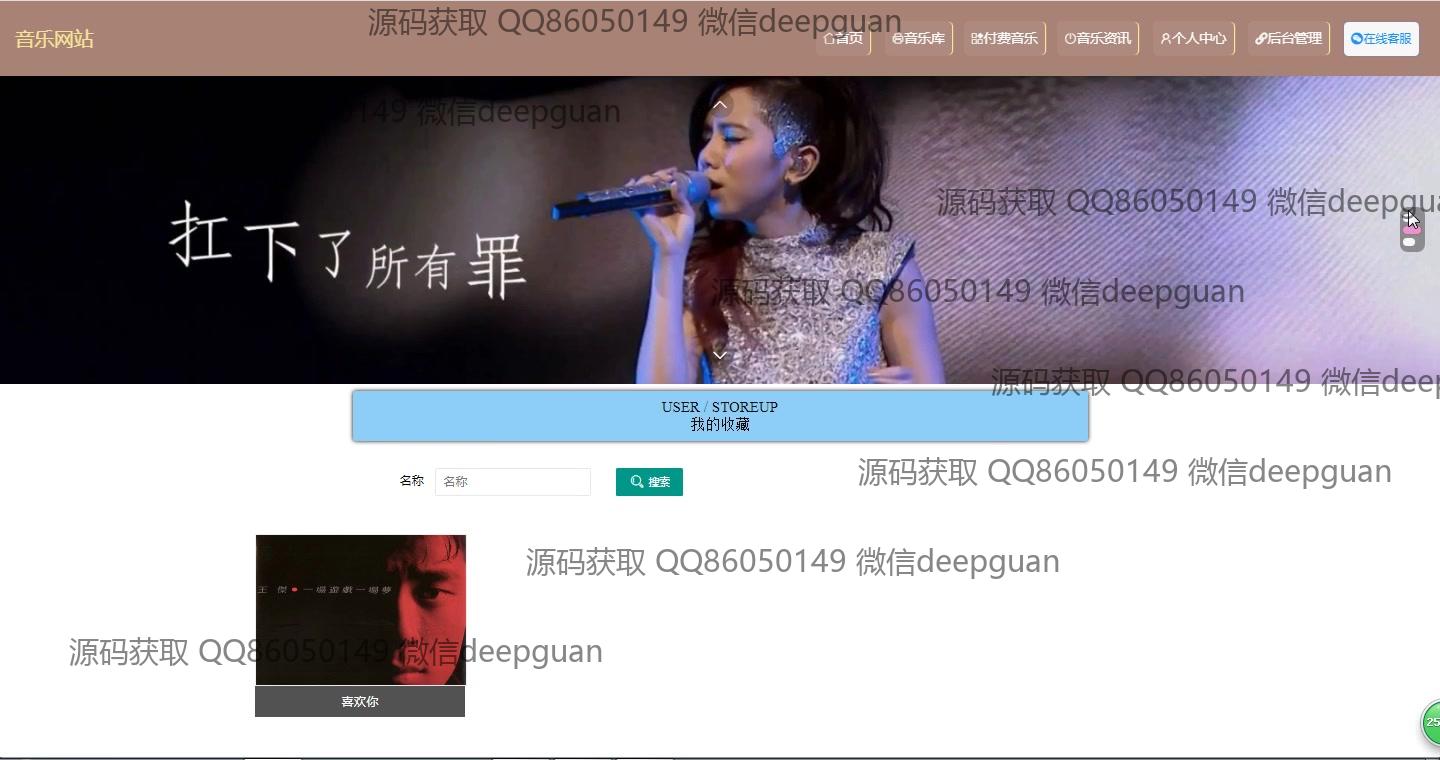 源码获取 QQ86050149 微信deepguan
音乐网站
首页
音乐库
付费音乐
音乐资讯
个人中心
后台管理
在线客服
149 微信deepguan
源码获取 QQ86050149 微信deepgua
扛下了所有罪
源码获取 QQ86050149 微信deepguan
源码获取 QQ86050149 微信deep
USER / STOREUP
我的收藏
源码获取 QQ86050149 微信deepguan
名称
名称
搜索
源码获取 QQ86050149 微信deepguan
王 傑 • 一場遊戲一場夢
源码获取 QQ86050149 微信deepguan
喜欢你
25